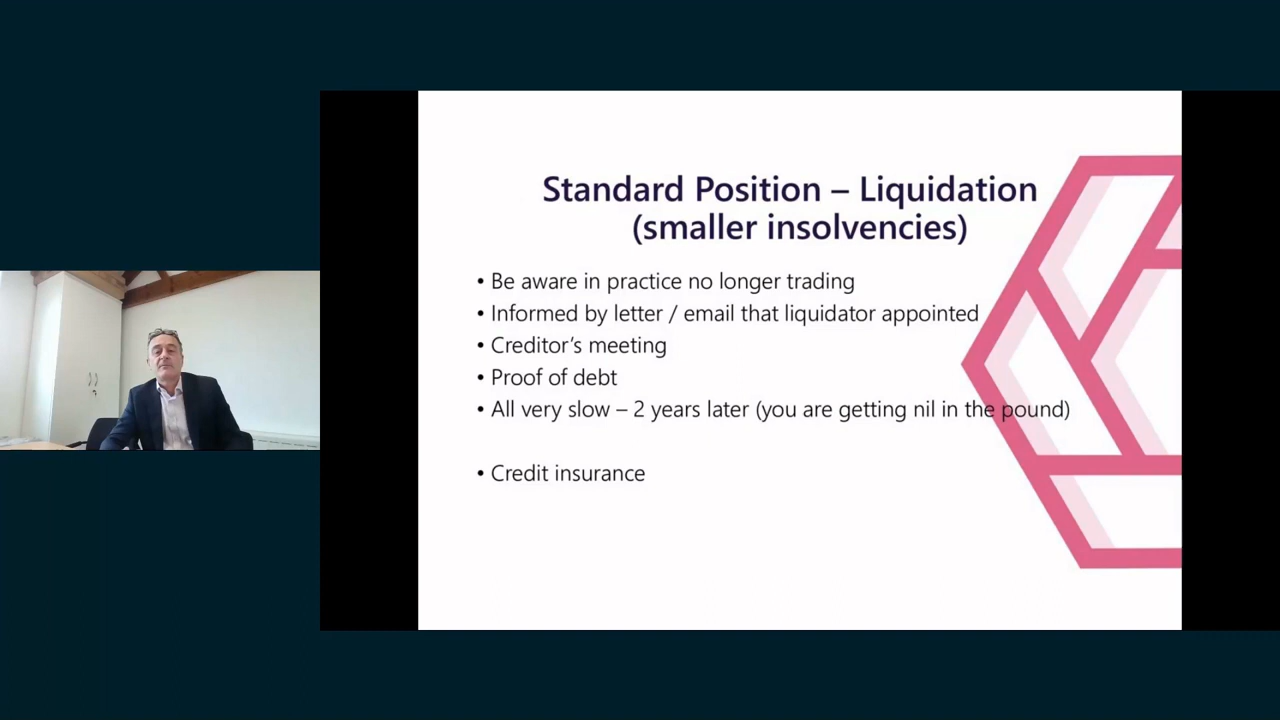 Standard Position – Liquidation
(smaller insolvencies)
• Be aware in practice no longer trading
• Informed by letter / email that liquidator appointed
• Creditor’s meeting
• Proof of debt
• All very slow – 2 years later (you are getting nil in the pound)
• Credit insurance